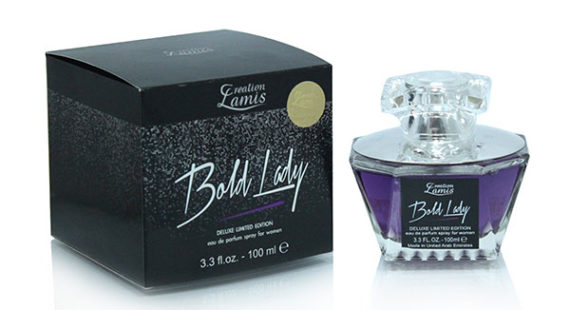 Creation
Lamis
Bold Lady
DELUXE LIMITED EDITION
eau de parfum spray for women
3.3 fl.oz. - 100 ml ℮
Creation
Lamis
Bold Lady
DELUXE LIMITED EDITION
eau de parfum spray for women
3.3 FL.OZ.-100ml ℮
Made in United Arab Emirates